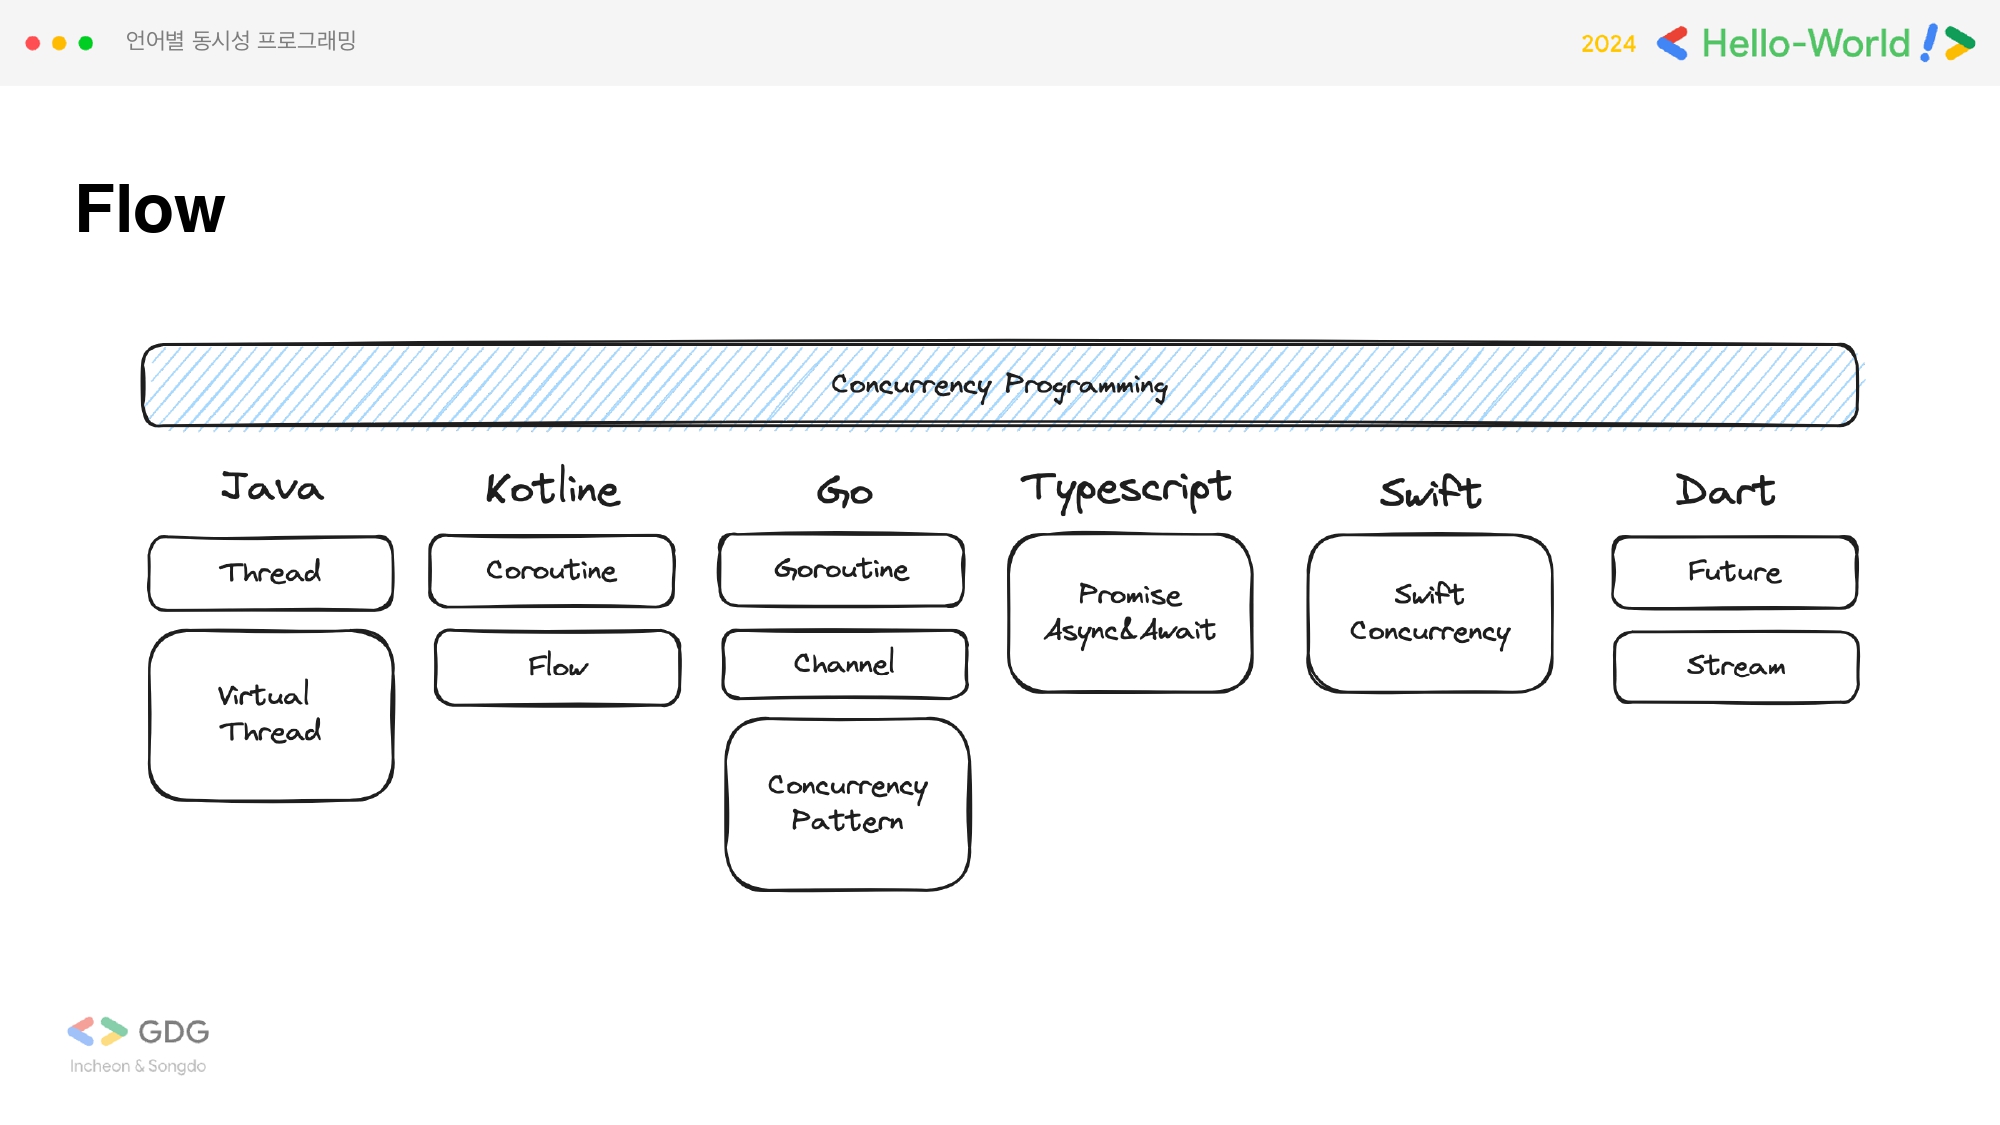 언어별 동시성 프로그래밍
2024 Hello-World!
Flow
Concurrency Programming
Java
Thread
Virtual
Thread
Kotline
Coroutine
Flow
Go
Goroutine
Channel
Concurrency
Pattern
Typescript
Promise
Async&Await
Swift
Swift
Concurrency
Dart
Future
Stream
GDG
Incheon & Songdo